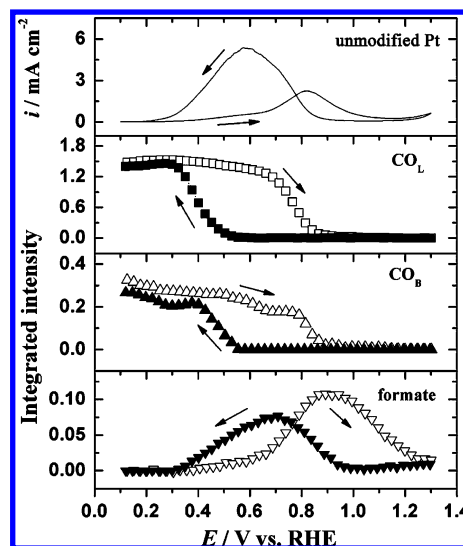 unmodified Pt
i / mA cm⁻²
6
3
0
CO_L
1.8
1.2
0.6
0.0
CO_B
0.4
0.2
0.0
Integrated intensity
formate
0.10
0.05
0.00
0.0 0.2 0.4 0.6 0.8 1.0 1.2 1.4
E / V vs. RHE